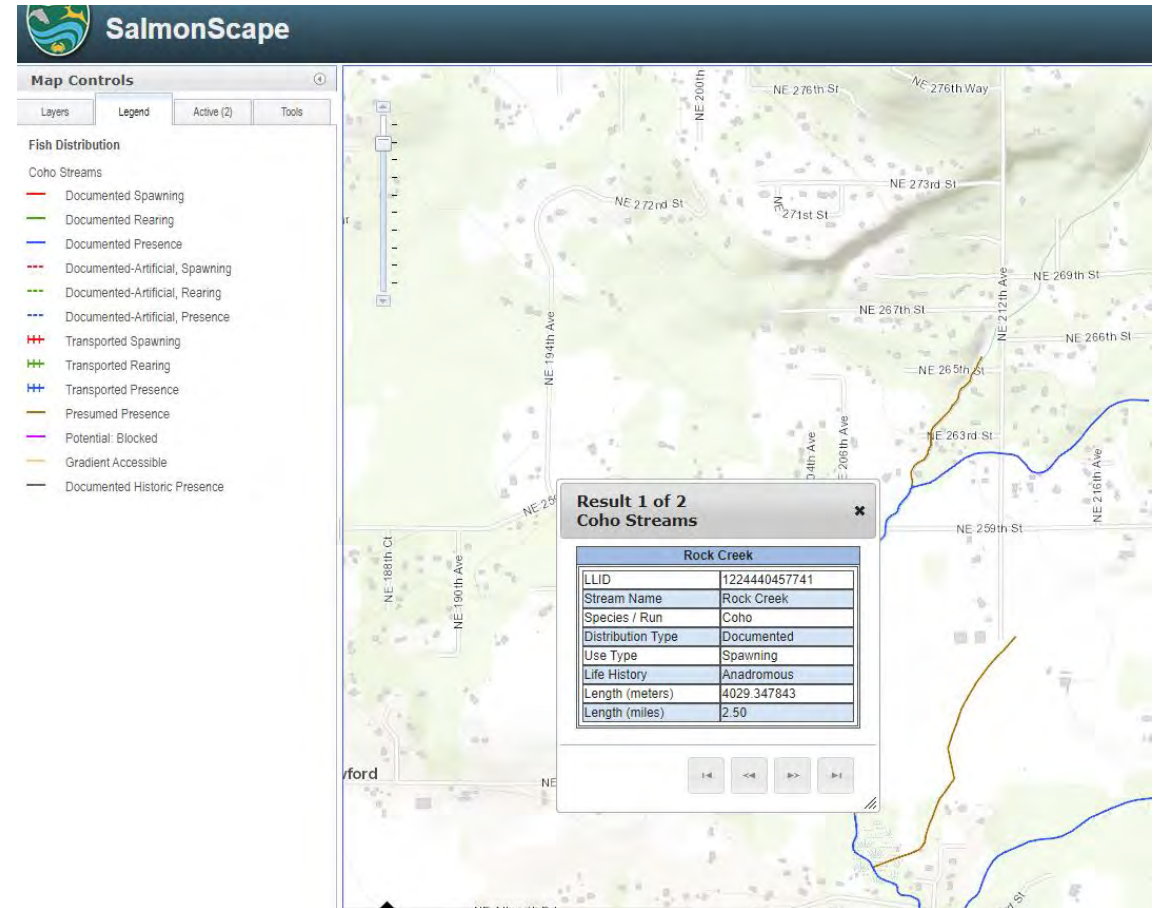 SalmonScape
Map Controls
Layers Legend Active (2) Tools
Fish Distribution
Coho Streams
Documented Spawning
Documented Rearing
Documented Presence
Documented-Artificial, Spawning
Documented-Artificial, Rearing
Documented-Artificial, Presence
Transported Spawning
Transported Rearing
Transported Presence
Presumed Presence
Potential: Blocked
Gradient Accessible
Documented Historic Presence
NE 200th
NE 276th St
NE 276th Way
NE 273rd St
NE 272nd St
NE 271st St
NE 269th St
NE 212th Ave
NE 267th St
NE 266th St
NE 194th Ave
NE 265th St
NE 263rd St
206th Ave
NE 216th Ave
NE 259th St
NE 188th Ct
NE 190th Ave
Result 1 of 2
Coho Streams
Rock Creek
LLID 1224440457741
Stream Name Rock Creek
Species / Run Coho
Distribution Type Documented
Use Type Spawning
Life History Anadromous
Length (meters) 4029.347843
Length (miles) 2.50
NE